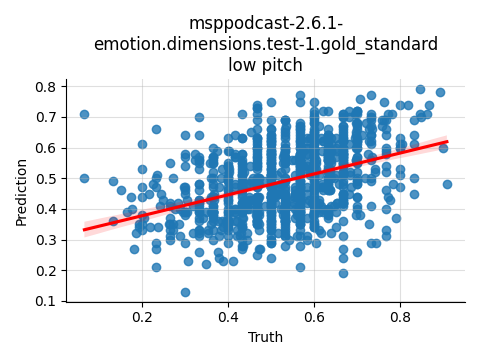 msppodcast-2.6.1-
emotion.dimensions.test-1.gold_standard
low pitch
0.8
0.7
0.6
0.5
0.4
0.3
0.2
0.1
Prediction
0.2
0.4
0.6
0.8
Truth